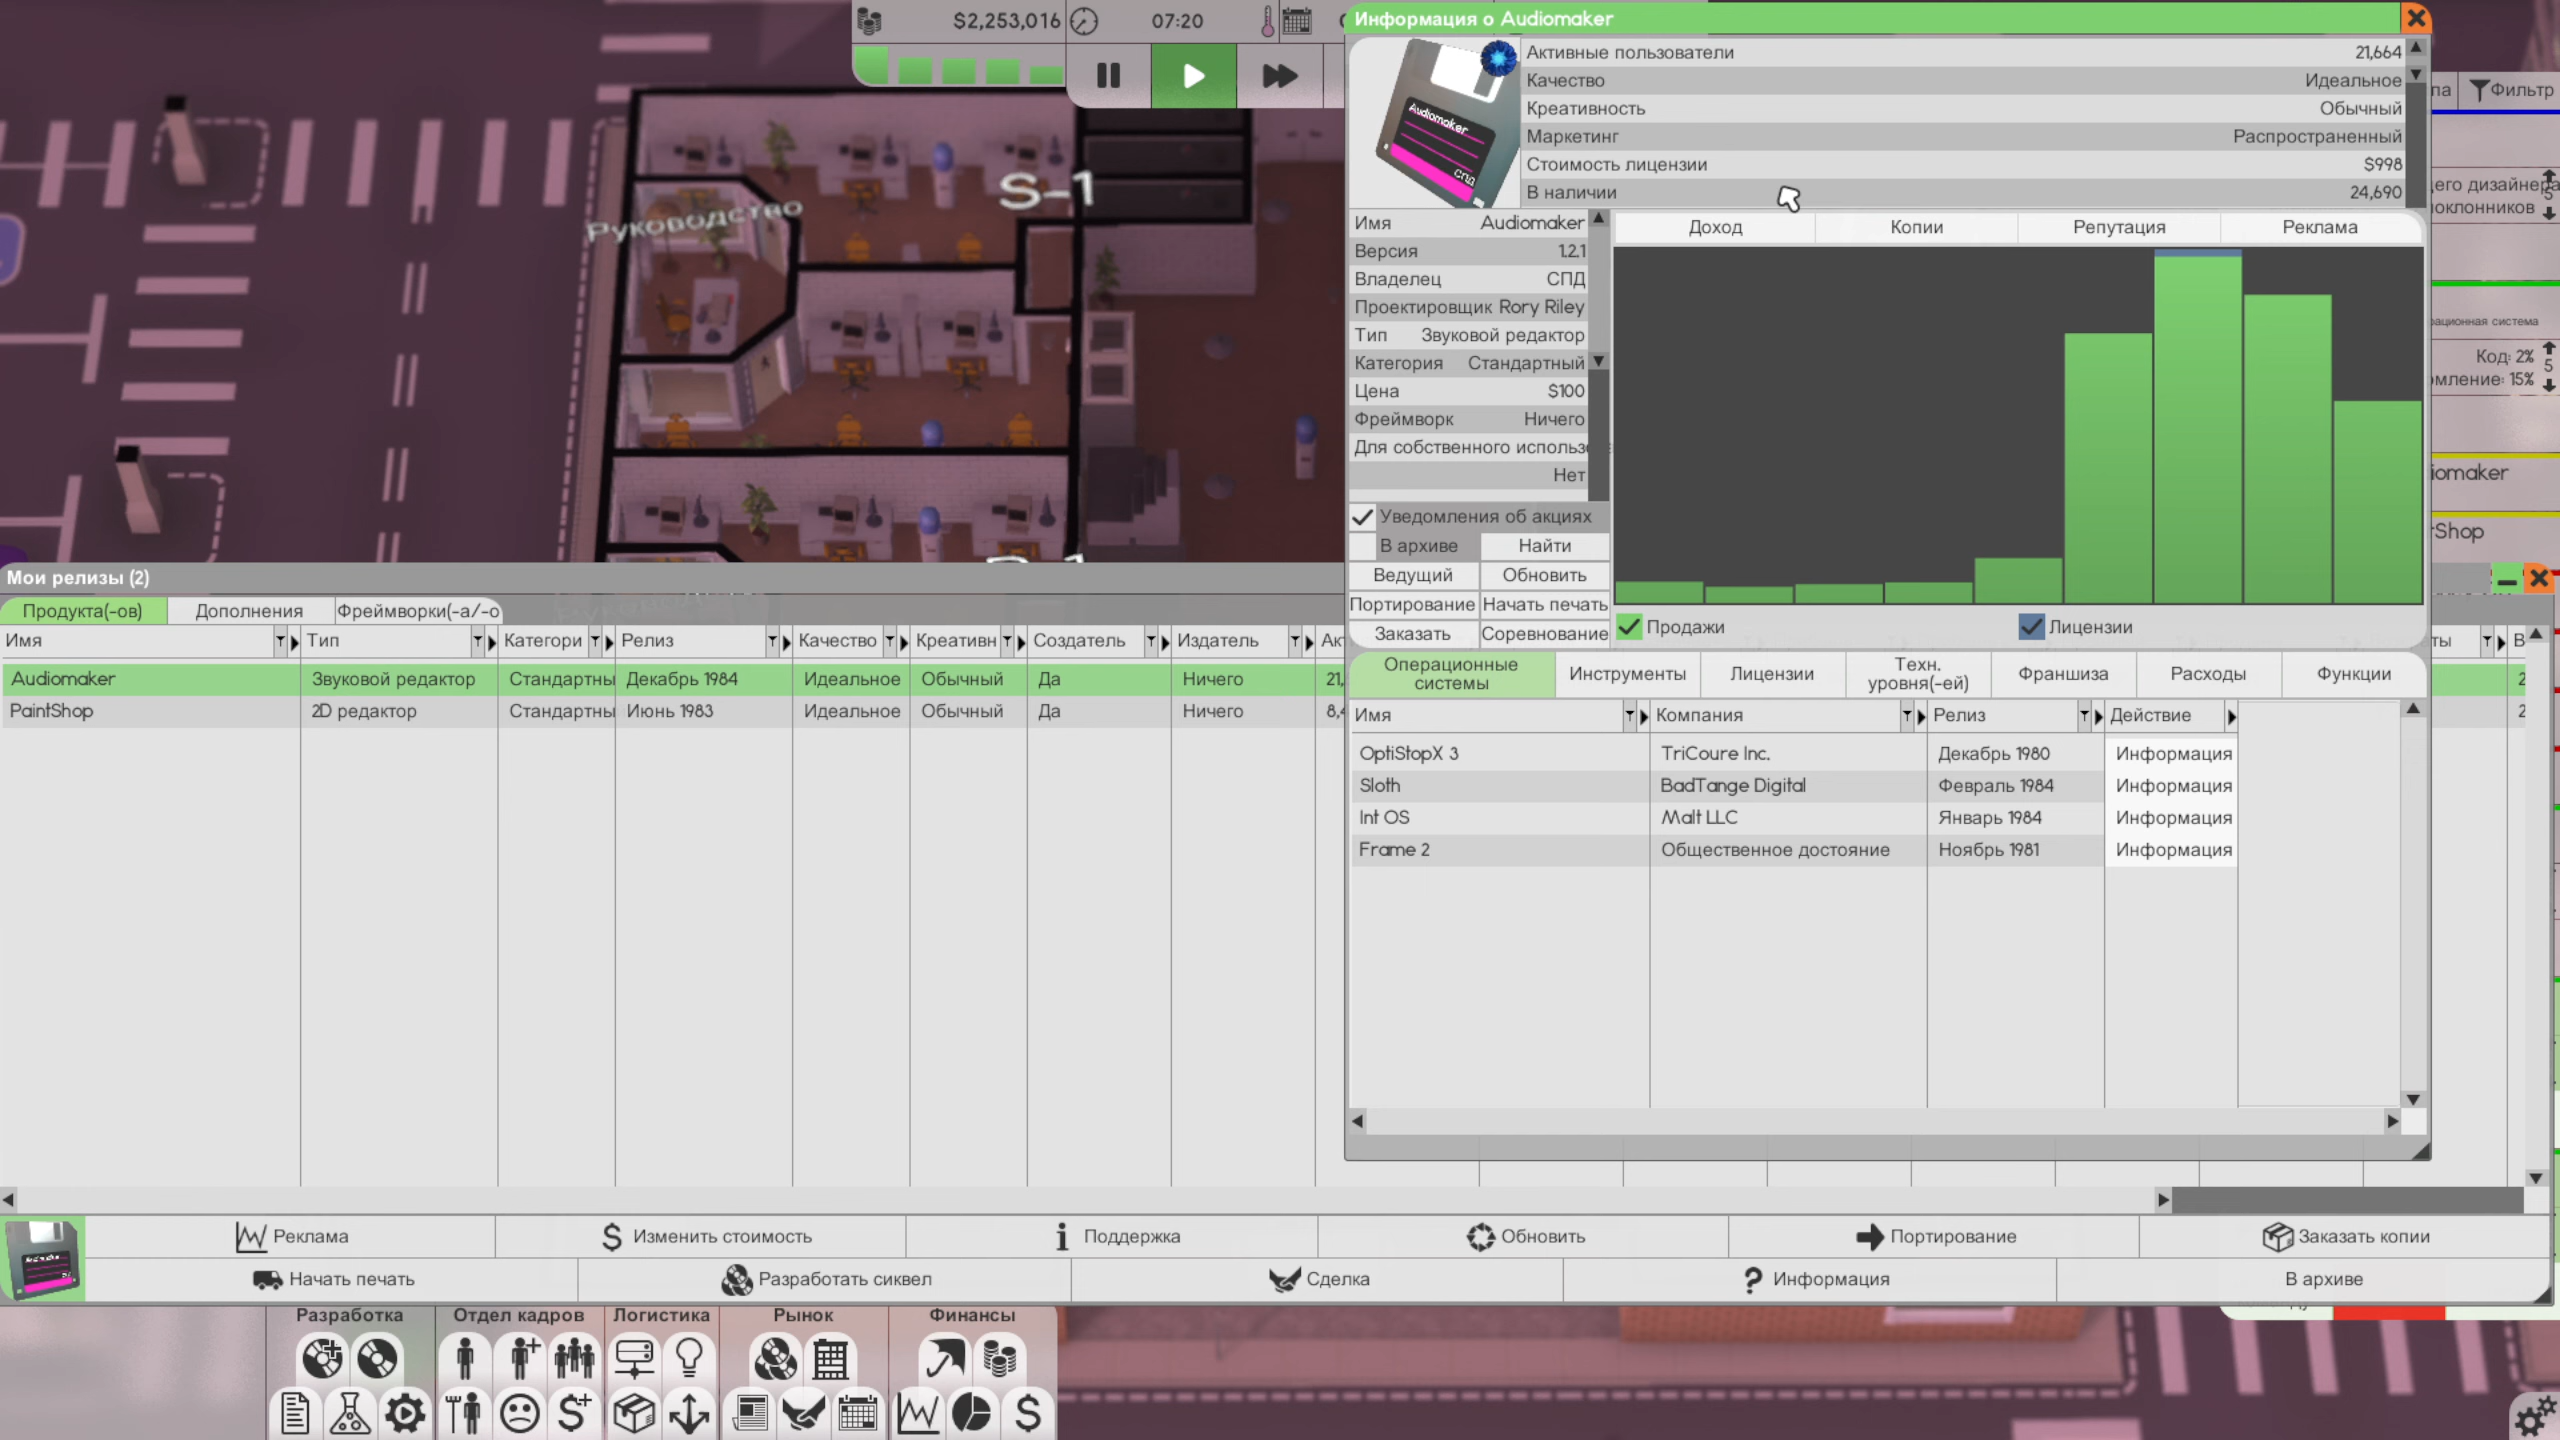 $2,253,016
07:20
Информация о Audiomaker
Активные пользователи 21,664
Качество Идеальное
Креативность Обычный
Маркетинг Распространенный
Стоимость лицензии $998
В наличии 24,690
Audiomaker
СПД
Фильтр
S-1
Руководство
Имя Audiomaker
Версия 1.2.1
Владелец СПД
Проектировщик Rory Riley
Тип Звуковой редактор
Категория Стандартный
Цена $100
Фреймворк Ничего
Для собственного использо
Нет
Уведомления об акциях
В архиве Найти
Ведущий Обновить
Портирование Начать печать
Заказать Соревнование
Доход Копии Репутация Реклама
Продажи Лицензии
5
Код: 2%
5
15%
Операционные системы Инструменты Лицензии Техн. уровня(-ей) Франшиза Расходы Функции
Имя Компания Релиз Действие
OptiStopX 3 TriCoure Inc. Декабрь 1980 Информация
Sloth BadTange Digital Февраль 1984 Информация
Int OS Malt LLC Январь 1984 Информация
Frame 2 Общественное достояние Ноябрь 1981 Информация
Мои релизы (2)
Продукта(-ов) Дополнения Фреймворки(-а/-о
Имя Тип Категори Релиз Качество Креативн Создатель Издатель
Audiomaker Звуковой редактор Стандартны Декабрь 1984 Идеальное Обычный Да Ничего
PaintShop 2D редактор Стандартны Июнь 1983 Идеальное Обычный Да Ничего
Реклама Изменить стоимость Поддержка Обновить Портирование Заказать копии
Начать печать Разработать сиквел Сделка Информация В архиве
Разработка Отдел кадров Логистика Рынок Финансы